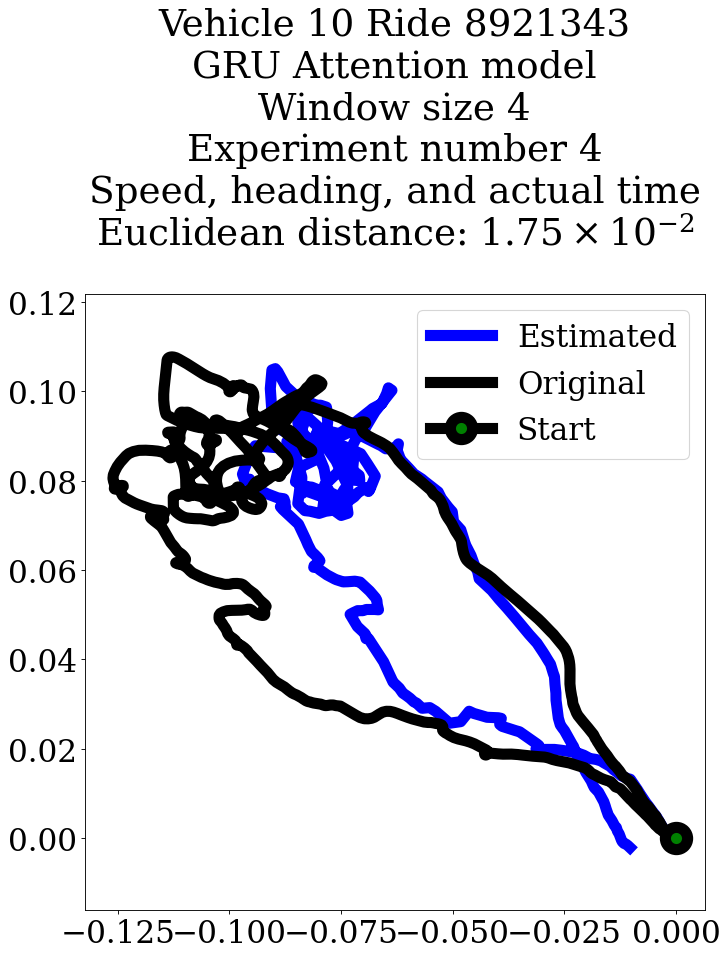 Vehicle 10 Ride 8921343
GRU Attention model
Window size 4
Experiment number 4
Speed, heading, and actual time
Euclidean distance: 1.75 × 10⁻²
Estimated
Original
Start
0.12
0.10
0.08
0.06
0.04
0.02
0.00
−0.125 −0.100 −0.075 −0.050 −0.025 0.000